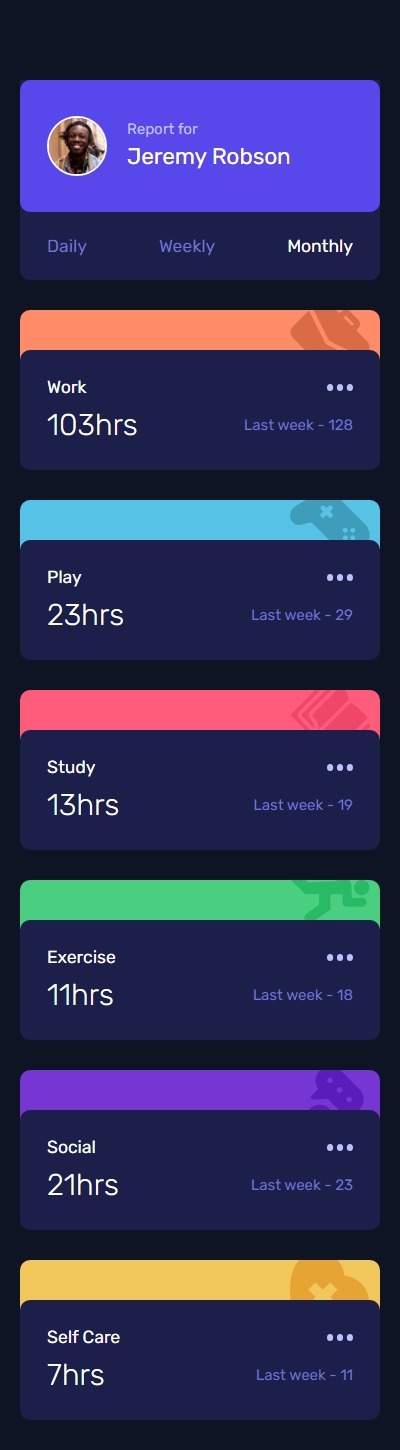 Report for
Jeremy Robson
Daily Weekly Monthly
Work
103hrs Last week - 128
Play
23hrs Last week - 29
Study
13hrs Last week - 19
Exercise
11hrs Last week - 18
Social
21hrs Last week - 23
Self Care
7hrs Last week - 11